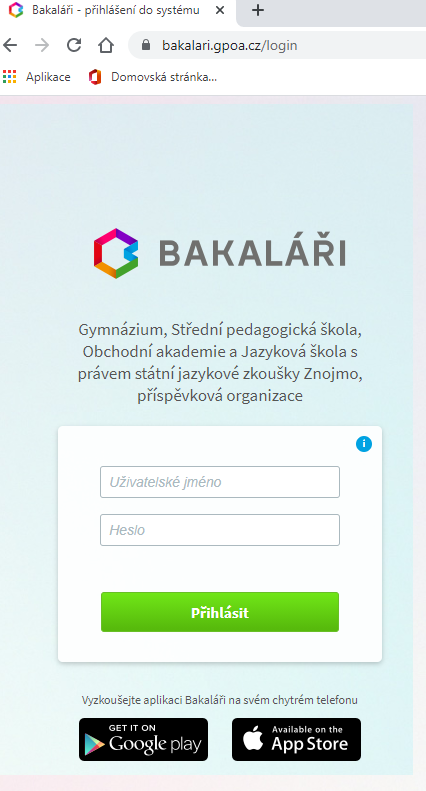 Bakaláři - přihlášení do systému
bakalari.gpoa.cz/login
Aplikace
Domovská stránka...
BAKALÁŘI
Gymnázium, Střední pedagogická škola,
Obchodní akademie a Jazyková škola s
právem státní jazykové zkoušky Znojmo,
příspěvková organizace
i
Uživatelské jméno
Heslo
Přihlásit
Vyzkoušejte aplikaci Bakaláři na svém chytrém telefonu
GET IT ON
Google play
Available on the
App Store